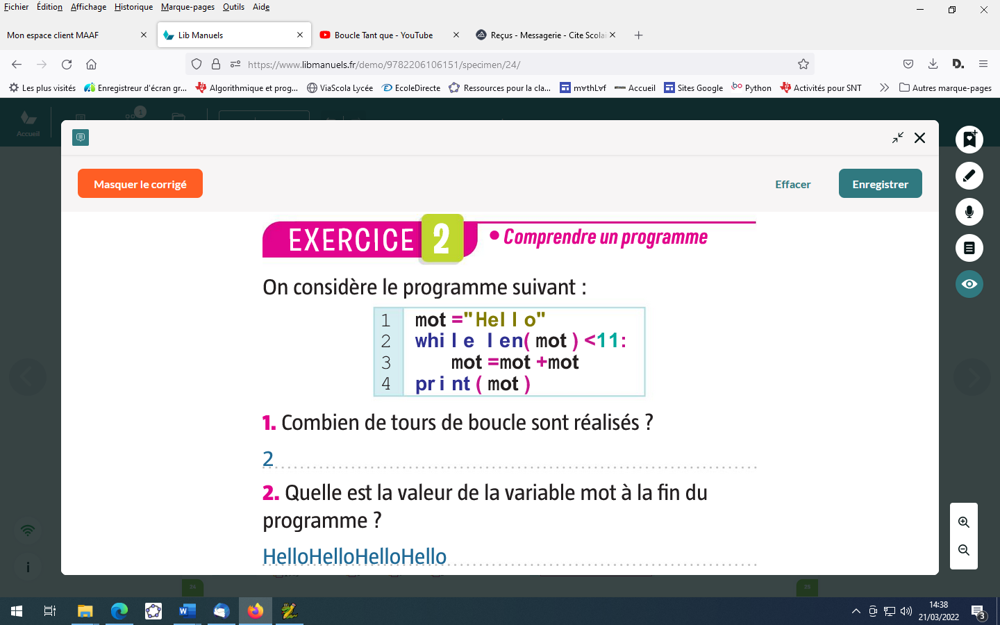 Fichier Édition Affichage Historique Marque-pages Outils Aide
Mon espace client MAAF
Lib Manuels
Boucle Tant que - YouTube
Reçus - Messagerie - Cite Scolai
https://www.libmanuels.fr/demo/9782206106151/specimen/24/
Les plus visités Enregistreur d'écran gr... Algorithmique et prog... ViaScola Lycée EcoleDirecte Ressources pour la cla... m∀thL∀f Accueil Sites Google Python Activités pour SNT Autres marque-pages
Accueil
1
Masquer le corrigé
Effacer
Enregistrer
EXERCICE 2 • Comprendre un programme
On considère le programme suivant :
1 mot ="Hello"
2 while len( mot ) <11:
3 mot =mot +mot
4 print( mot )
1. Combien de tours de boucle sont réalisés ?
2
2. Quelle est la valeur de la variable mot à la fin du
programme ?
HelloHelloHelloHello
24
25
14:38
21/03/2022
3